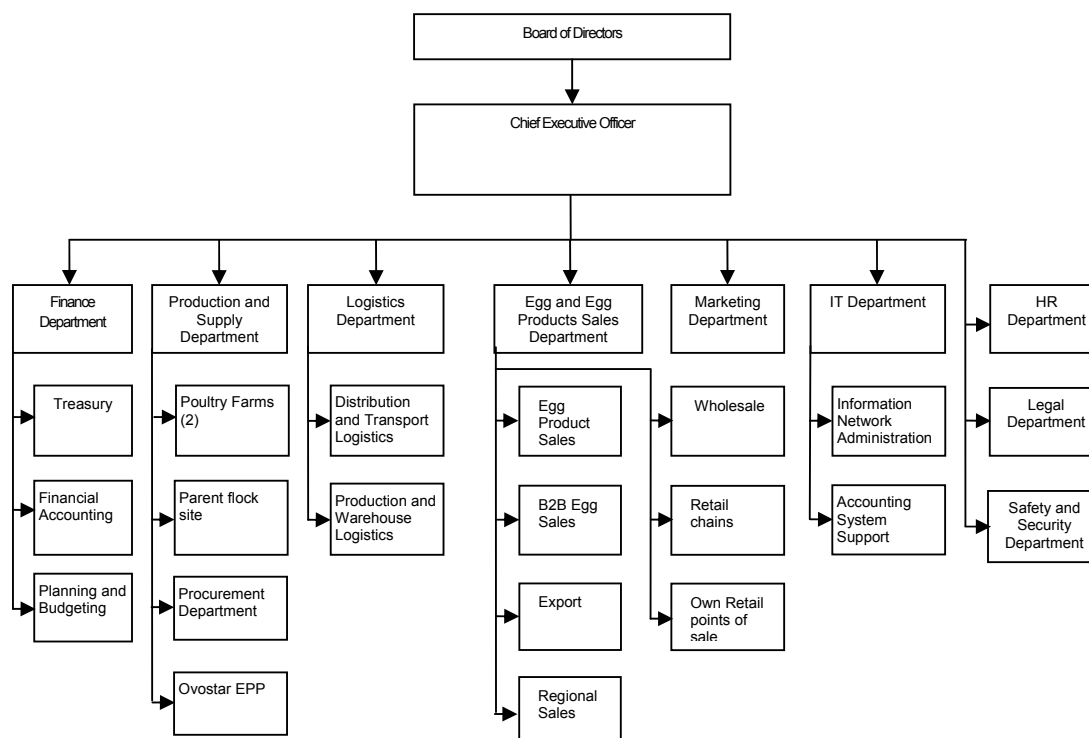 Board of Directors
Chief Executive Officer
Finance
Department
Production and
Supply
Department
Logistics
Department
Egg and Egg
Products Sales
Department
Marketing
Department
IT Department
HR
Department
Treasury
Poultry Farms
(2)
Distribution
and Transport
Logistics
Egg
Product
Sales
Wholesale
Information
Network
Administration
Legal
Department
Financial
Accounting
Parent flock
site
Production and
Warehouse
Logistics
B2B Egg
Sales
Retail
chains
Accounting
System
Support
Safety and
Security
Department
Planning and
Budgeting
Procurement
Department
Export
Own Retail
points of
sale
Ovostar EPP
Regional
Sales